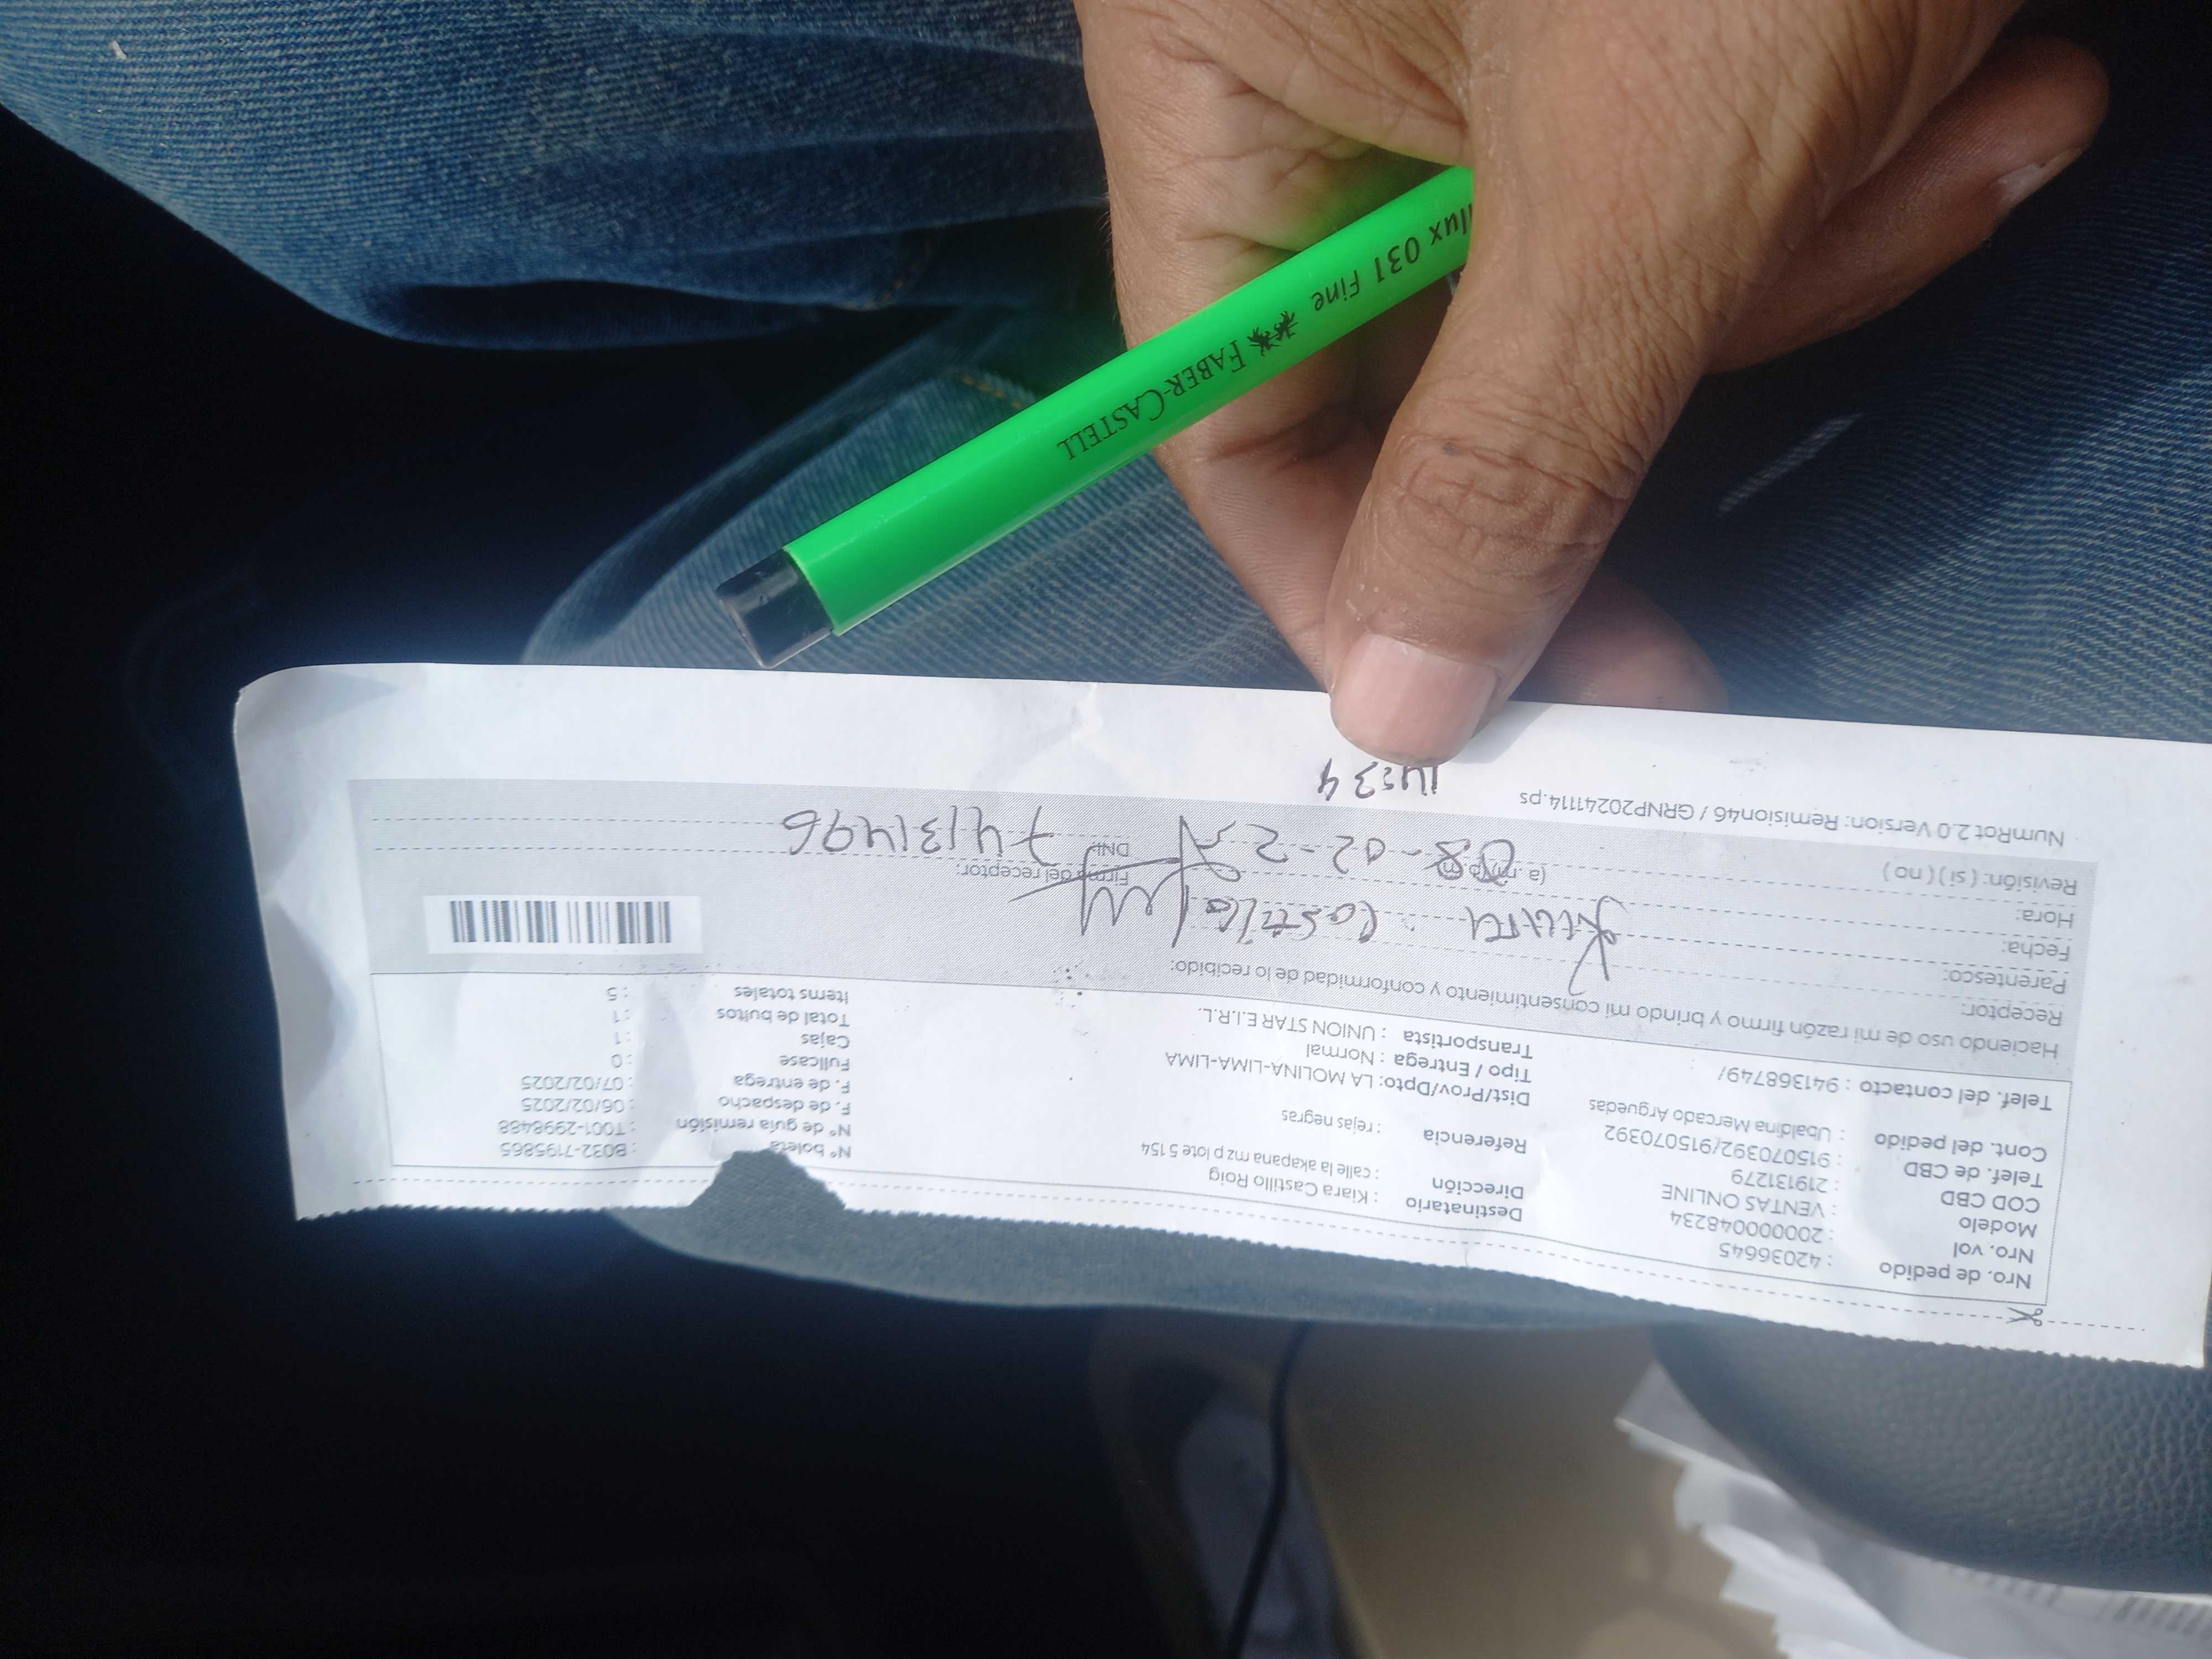 llux 031 Fine FABER-CASTELL
Nro. de pedido : 42036645
Nro. vol : 20000048234
Modelo : VENTAS ONLINE
COD CBD : 219131279
Telef. de CBD : 915070392/915070392
Cont. del pedido : Ubaldina Mercado Arguedas
Telef. del contacto : 941368749/
Destinatario : Kiara Castillo Roig
Dirección : calle la akapana mz p lote 5 154
Referencia : rejas negras
Dist/Prov/Dpto: LA MOLINA-LIMA-LIMA
Tipo / Entrega : Normal
Transportista : UNION STAR E.I.R.L.
N° boleta : B032-7195865
N° de guía remisión : T001-2998488
F. de despacho : 06/02/2025
F. de entrega : 07/02/2025
Fullcase : 0
Cajas : 1
Total de bultos : 1
Items totales : 5
Haciendo uso de mi razón firmo y brindo mi consentimiento y conformidad de lo recibido:
Receptor:
Parentesco:
Fecha:
Hora:
Revisión: ( si ) ( no )
Castillo
Firma del receptor:
DNI: 74131496
14:34
NumRot 2.0 Version: Remision46 / GRNP20241114.ps